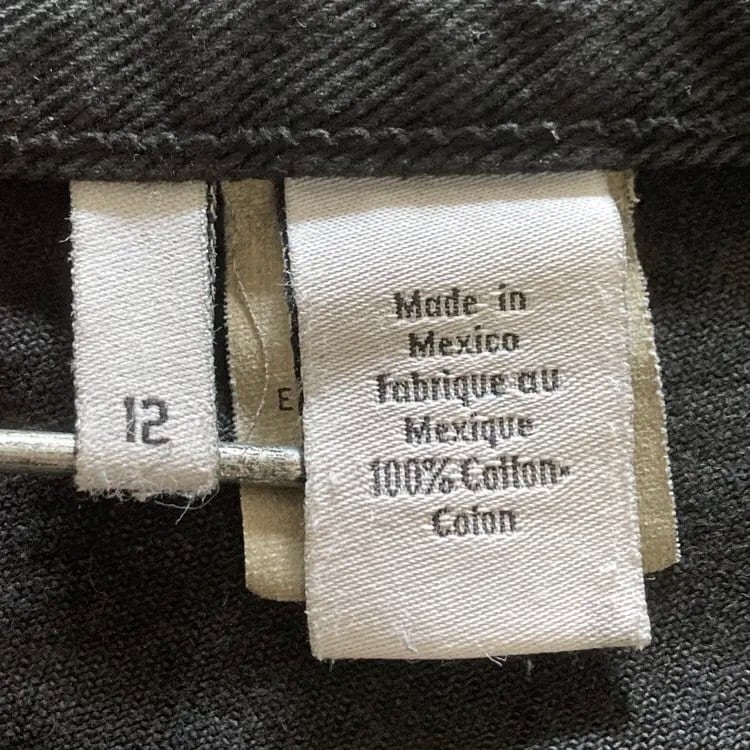 12
Made in
Mexico
Fabrique au
Mexique
100% Cotton-
Coton